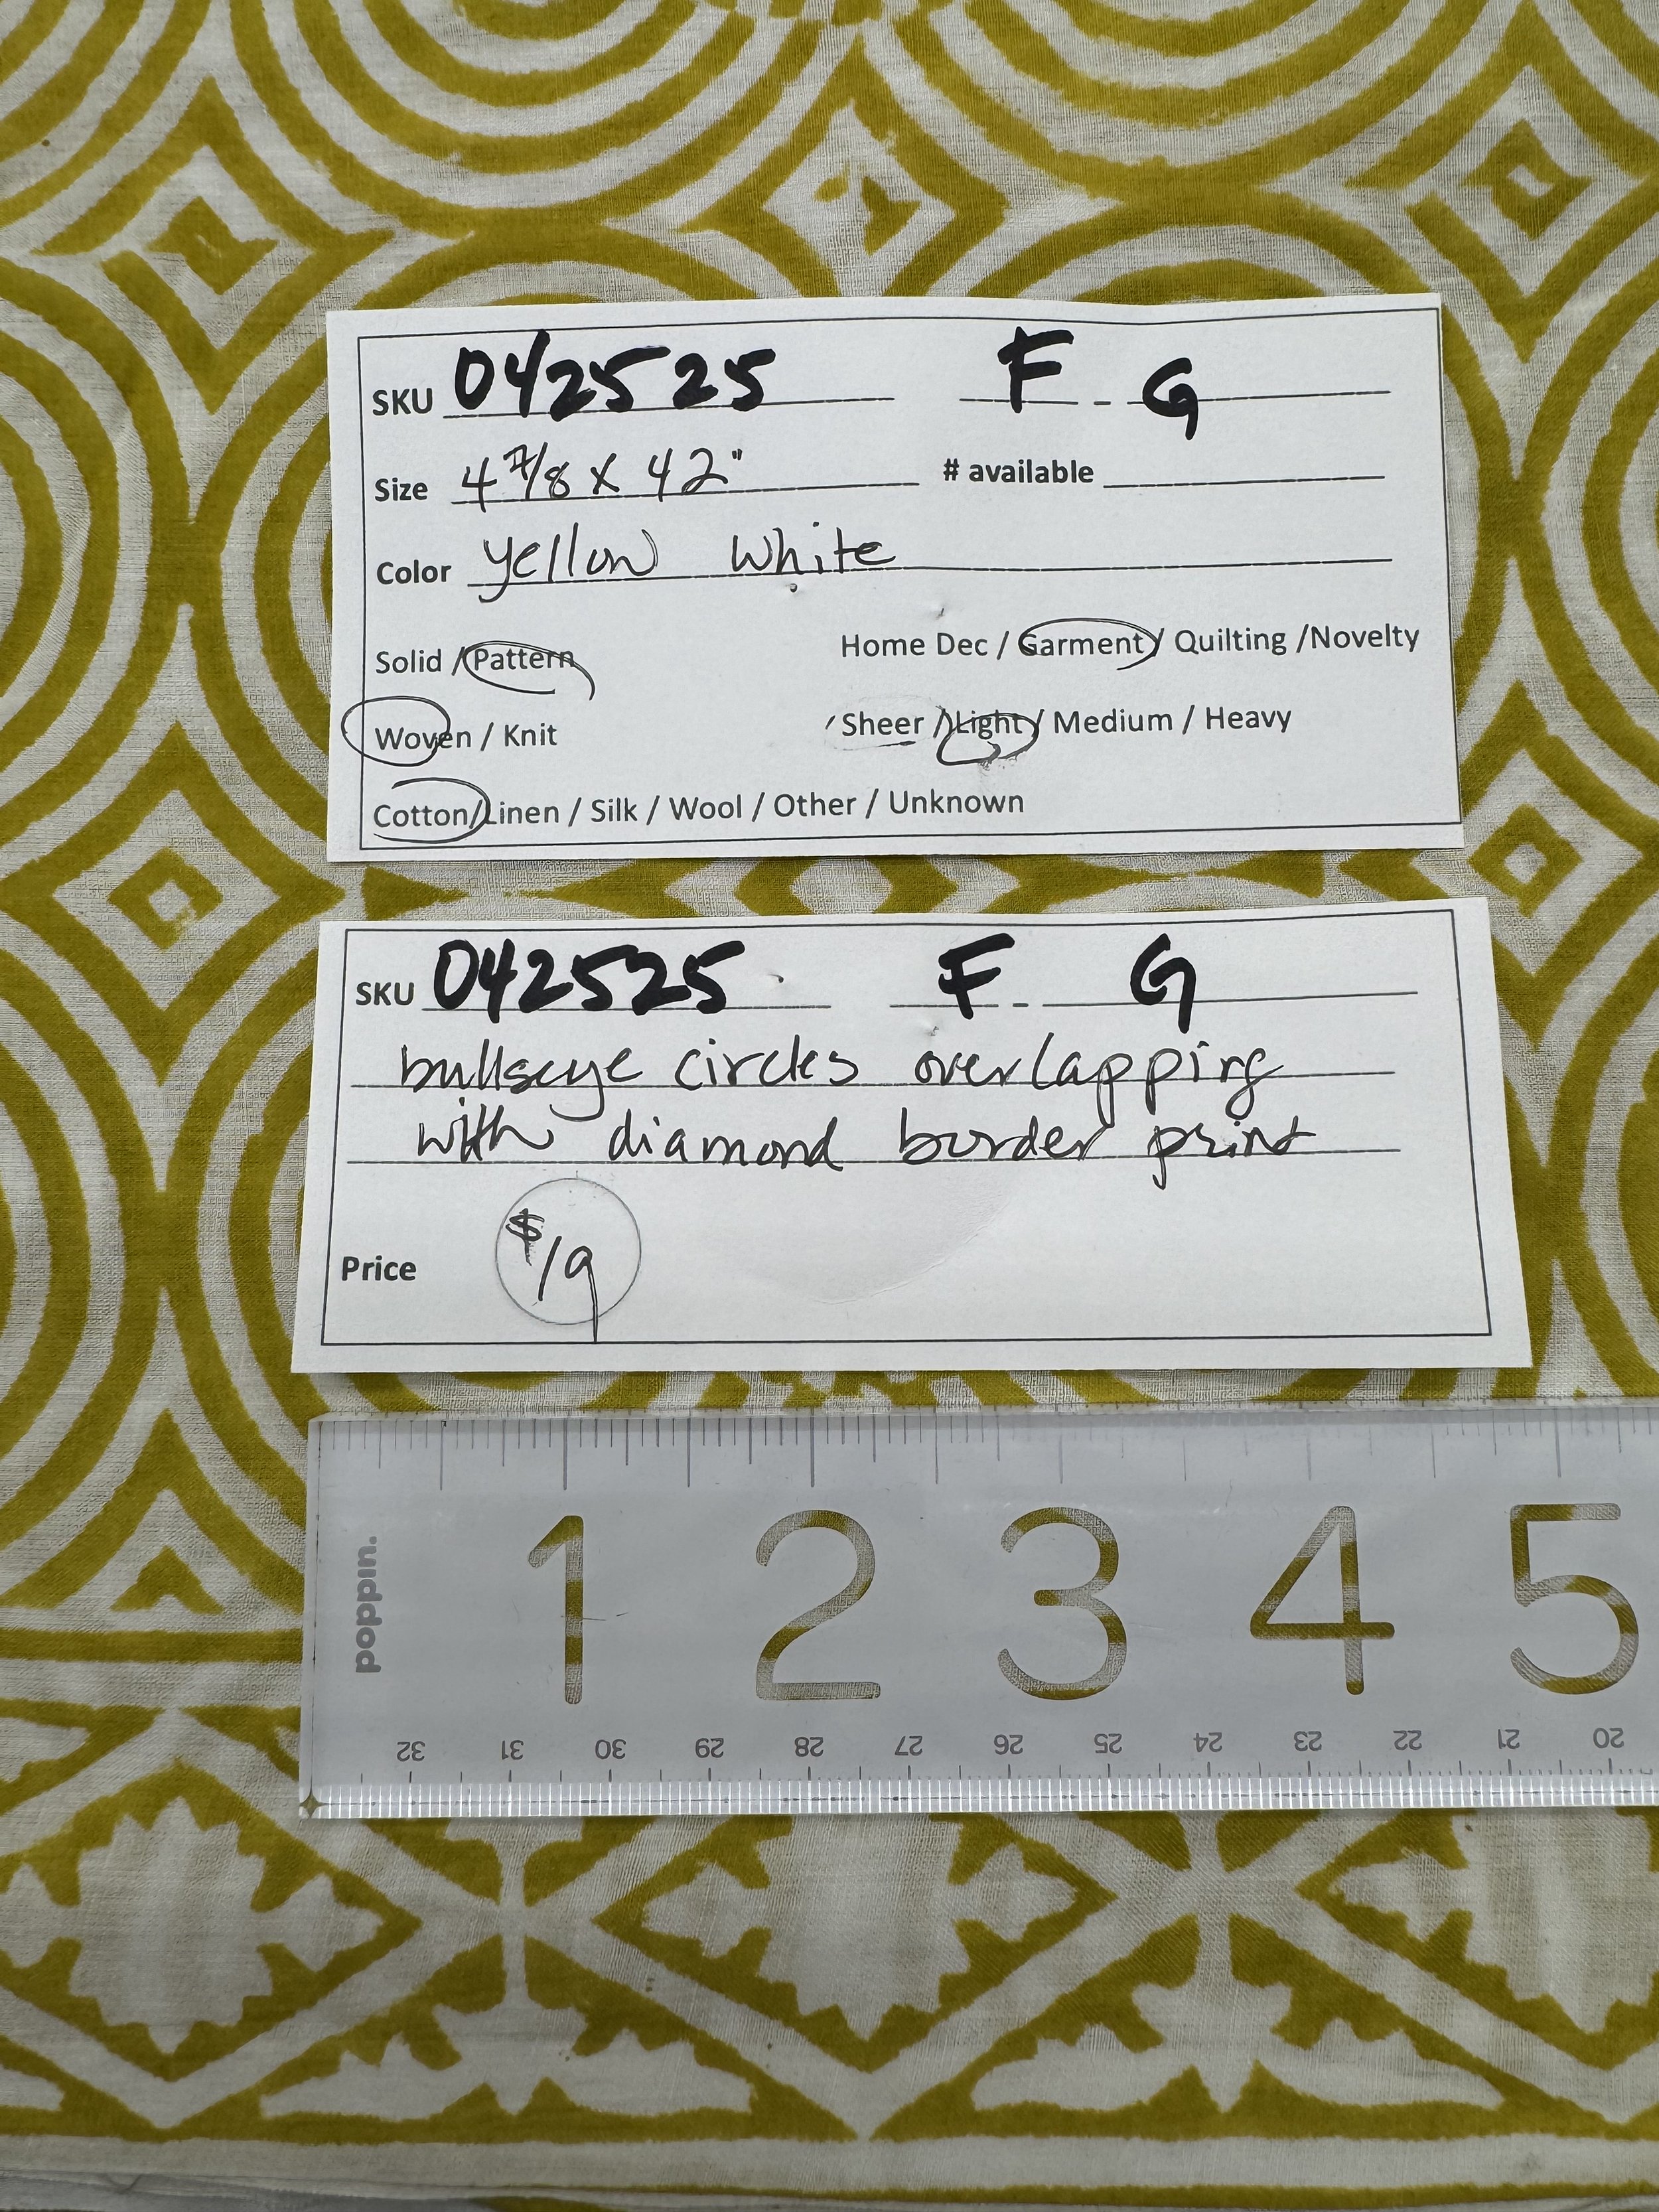 SKU 042525 F - G
Size 4 7/8 x 42" # available
Color yellow white
Solid / Pattern Home Dec / Garment / Quilting /Novelty
Woven / Knit Sheer / Light / Medium / Heavy
Cotton/Linen / Silk / Wool / Other / Unknown
SKU 042525 F - G
bullseye circles overlapping
with diamond border print
Price $19
1 2 3 4 5
poppin.
32 31 30 29 28 27 26 25 24 23 22 21 20